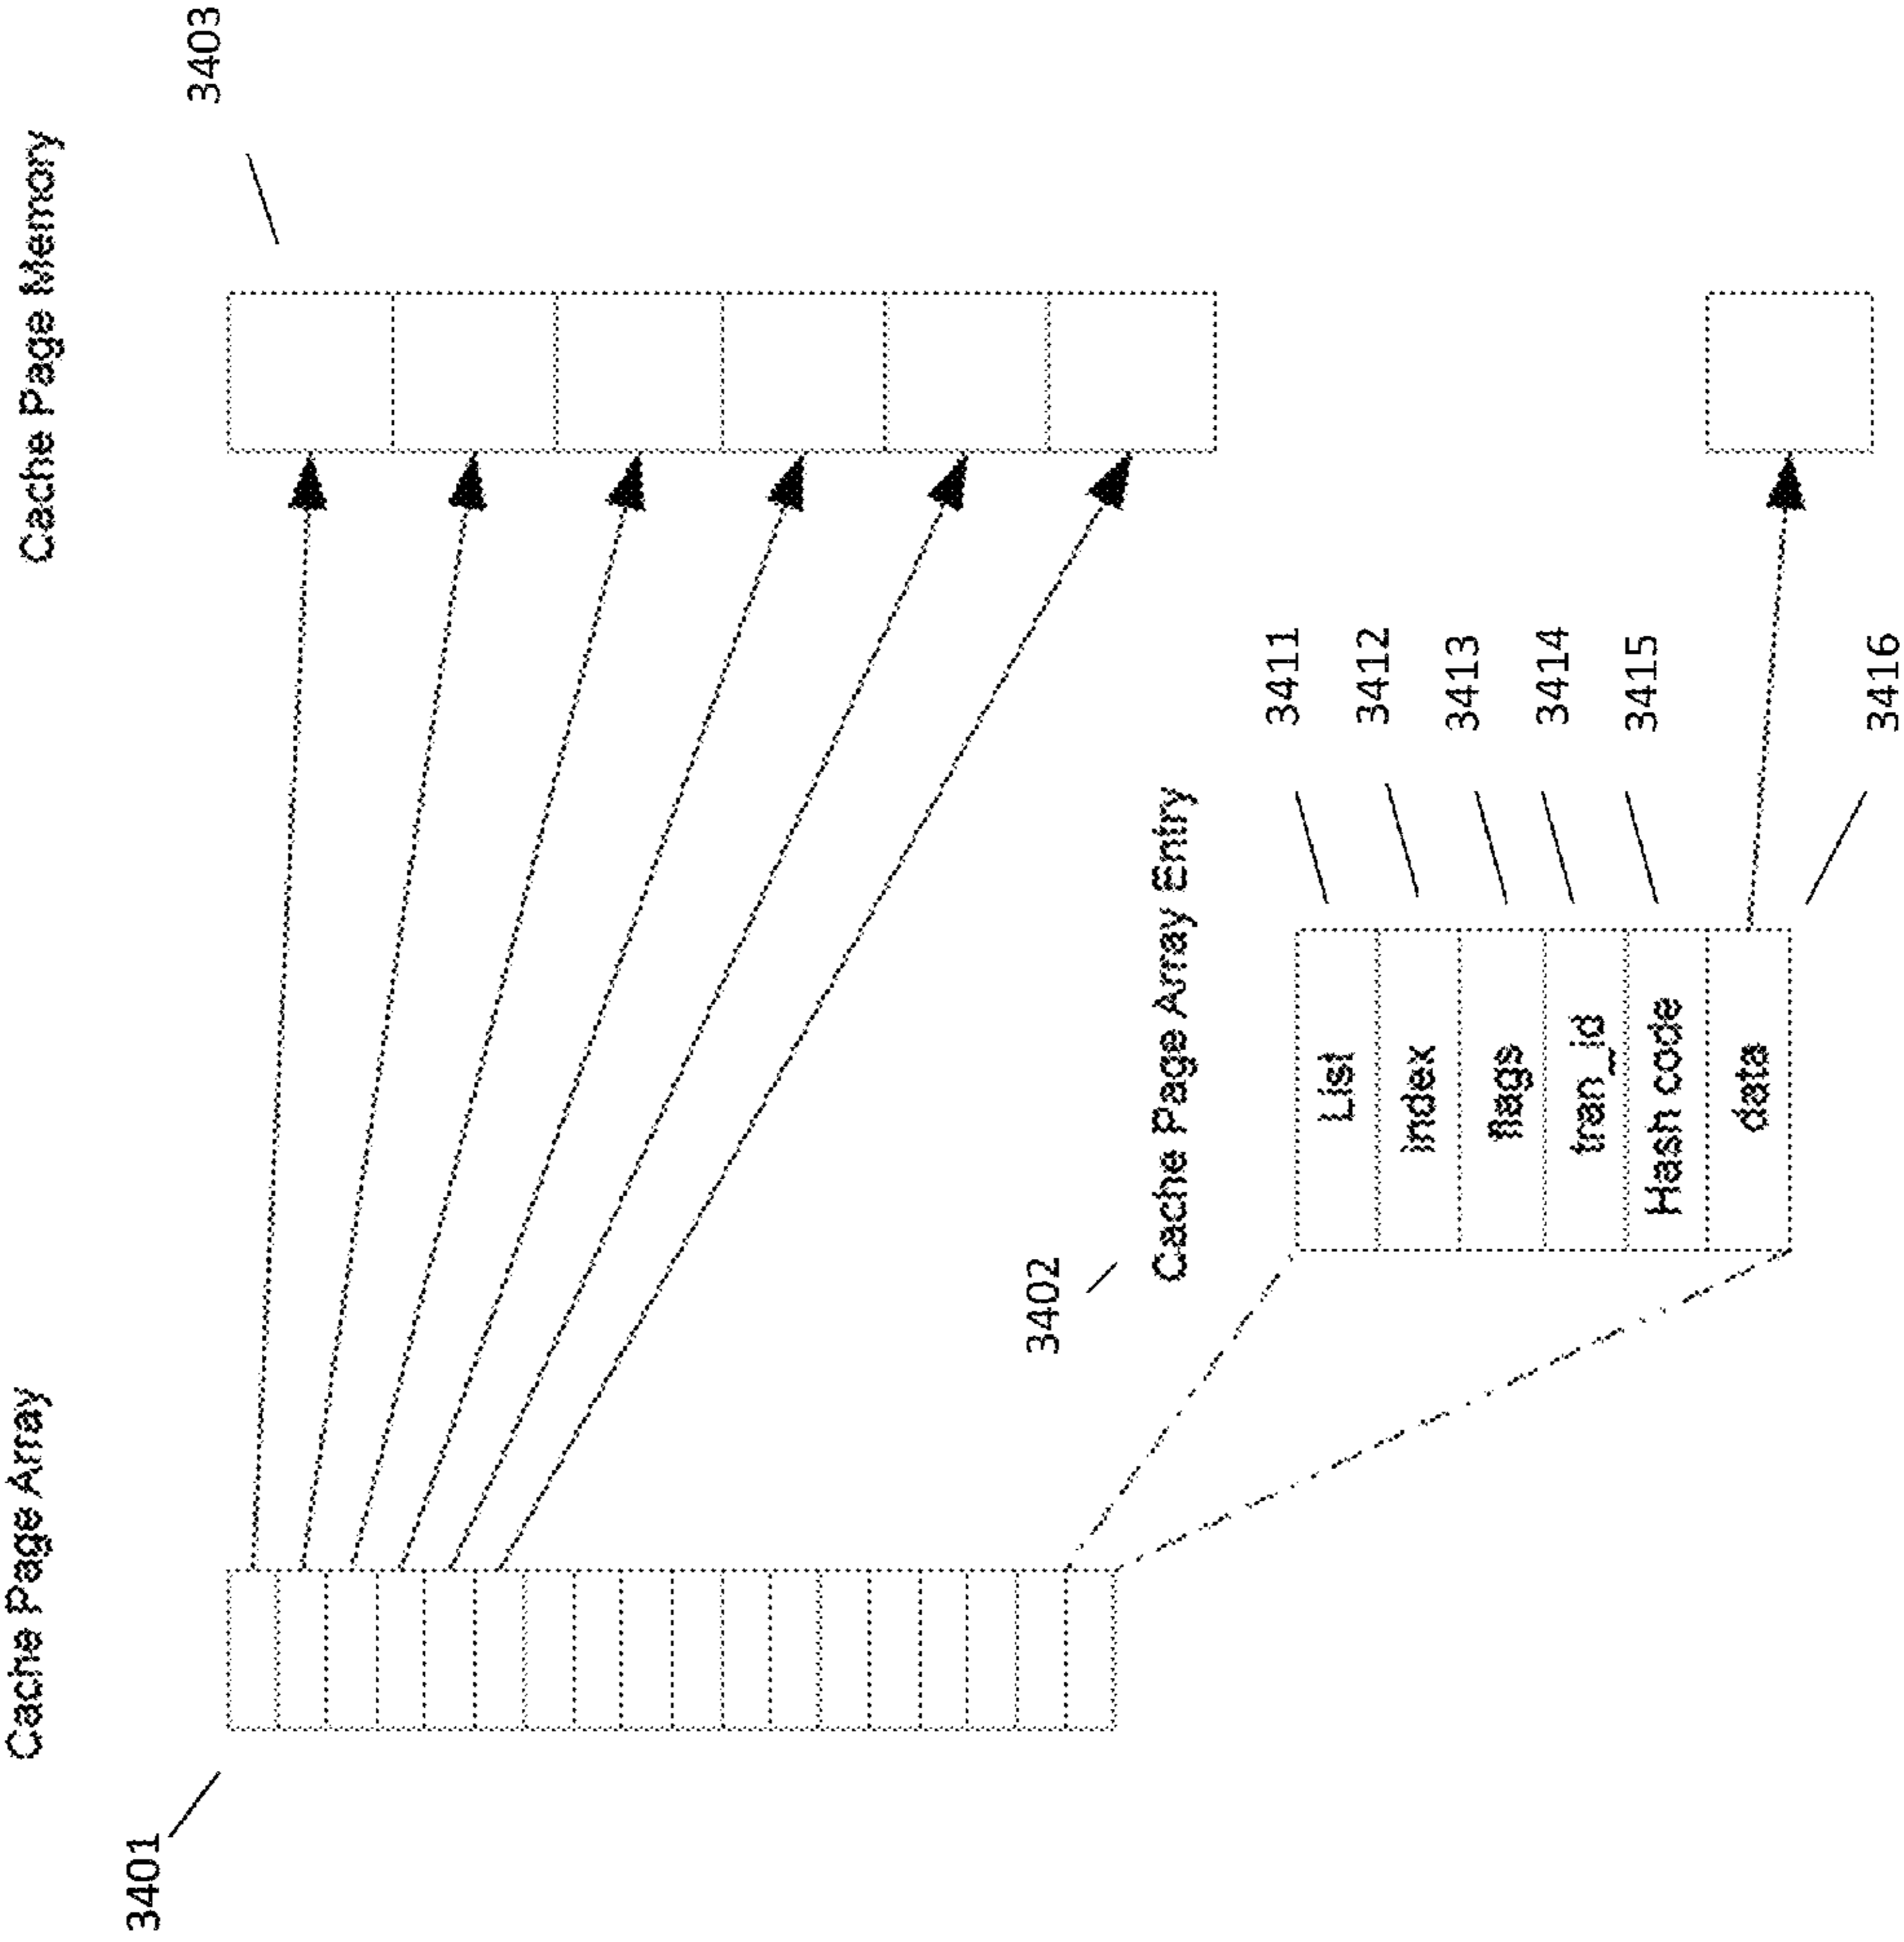 Cache Page Array
Cache Page Memory
3401
3403
3402
Cache Page Array Entry
List
index
flags
tran_id
Hash code
data
3411
3412
3413
3414
3415
3416